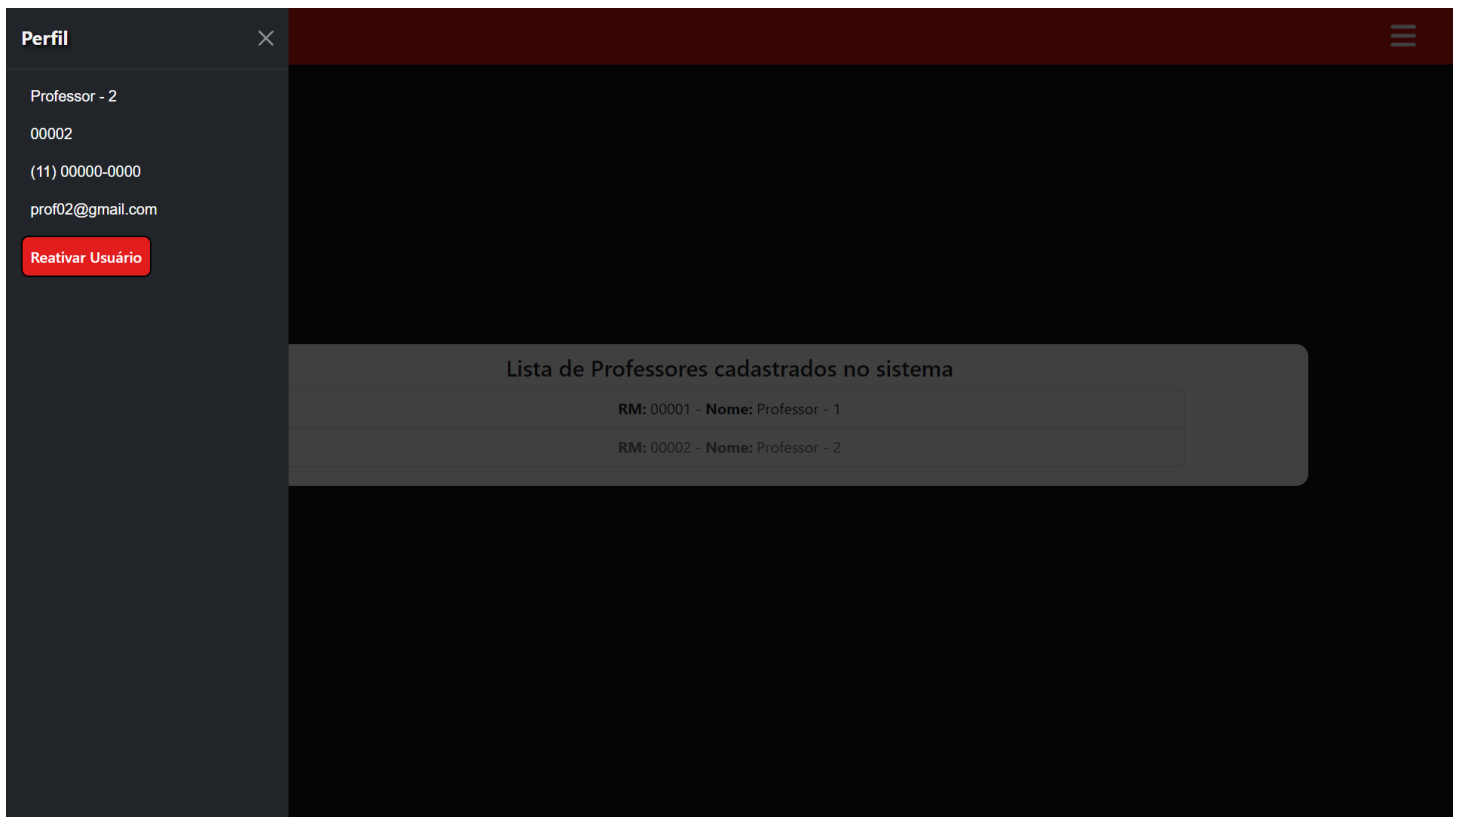 Perfil
Professor - 2
00002
(11) 00000-0000
prof02@gmail.com
Reativar Usuário
Lista de Professores cadastrados no sistema
RM: 00001 - Nome: Professor - 1
RM: 00002 - Nome: Professor - 2